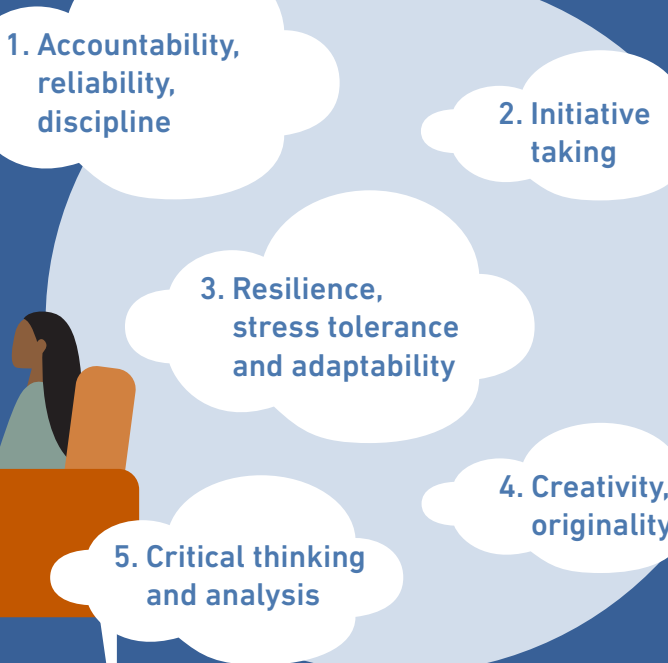 1. Accountability,
reliability,
discipline
2. Initiative
taking
3. Resilience,
stress tolerance
and adaptability
4. Creativity,
originality
5. Critical thinking
and analysis